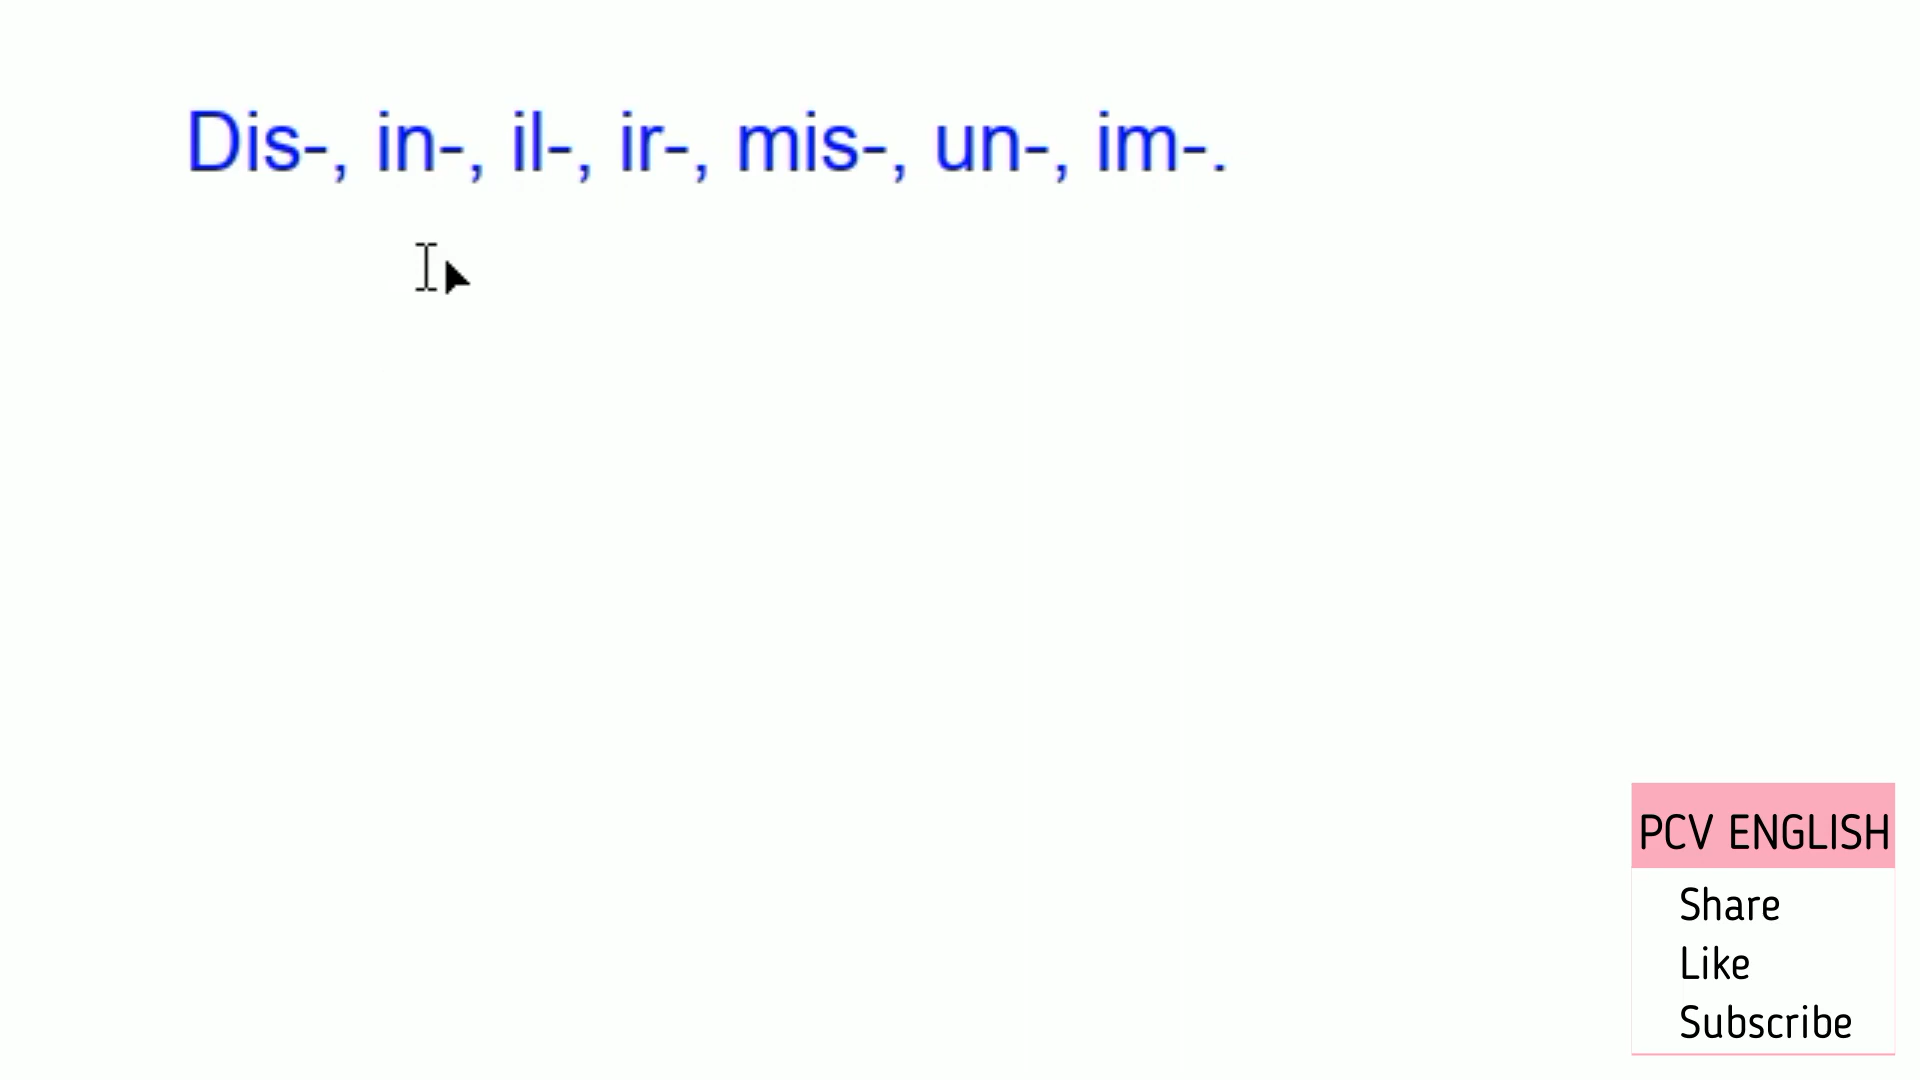 Dis-, in-, il-, ir-, mis-, un-, im-.
PCV ENGLISH
Share
Like
Subscribe